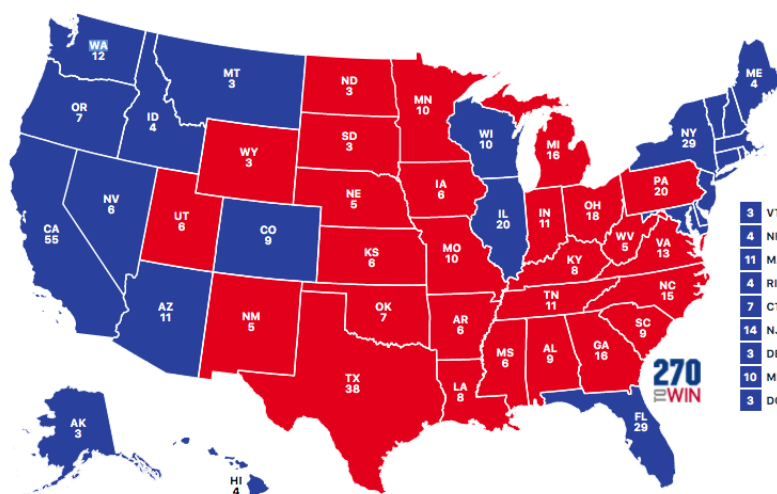 WA
12
MT
3
ND
3
MN
10
ME
4
OR
7
ID
4
SD
3
WI
10
NY
29
WY
3
MI
16
PA
20
NE
5
IA
6
NV
6
UT
6
CO
9
IL
20
IN
11
OH
18
WV
5
VA
13
CA
55
KS
6
MO
10
KY
8
NC
15
TN
11
AZ
11
NM
5
OK
7
AR
6
SC
9
MS
6
AL
9
GA
16
TX
38
LA
8
FL
29
AK
3
HI
4
270
TO WIN
3 VT
4
11
4 RI
7 CT
14 NJ
3
10
3